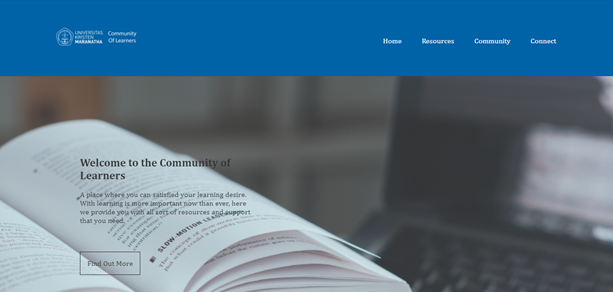 UNIVERSITAS
KRISTEN
MARANATHA
Community
Of Learners
Home Resources Community Connect
Welcome to the Community of
Learners
A place where you can satisfied your learning desire.
With learning is more important now than ever, here
we provide you with all sort of resources and support
that you need.
SLOW-MOTION
Find Out More